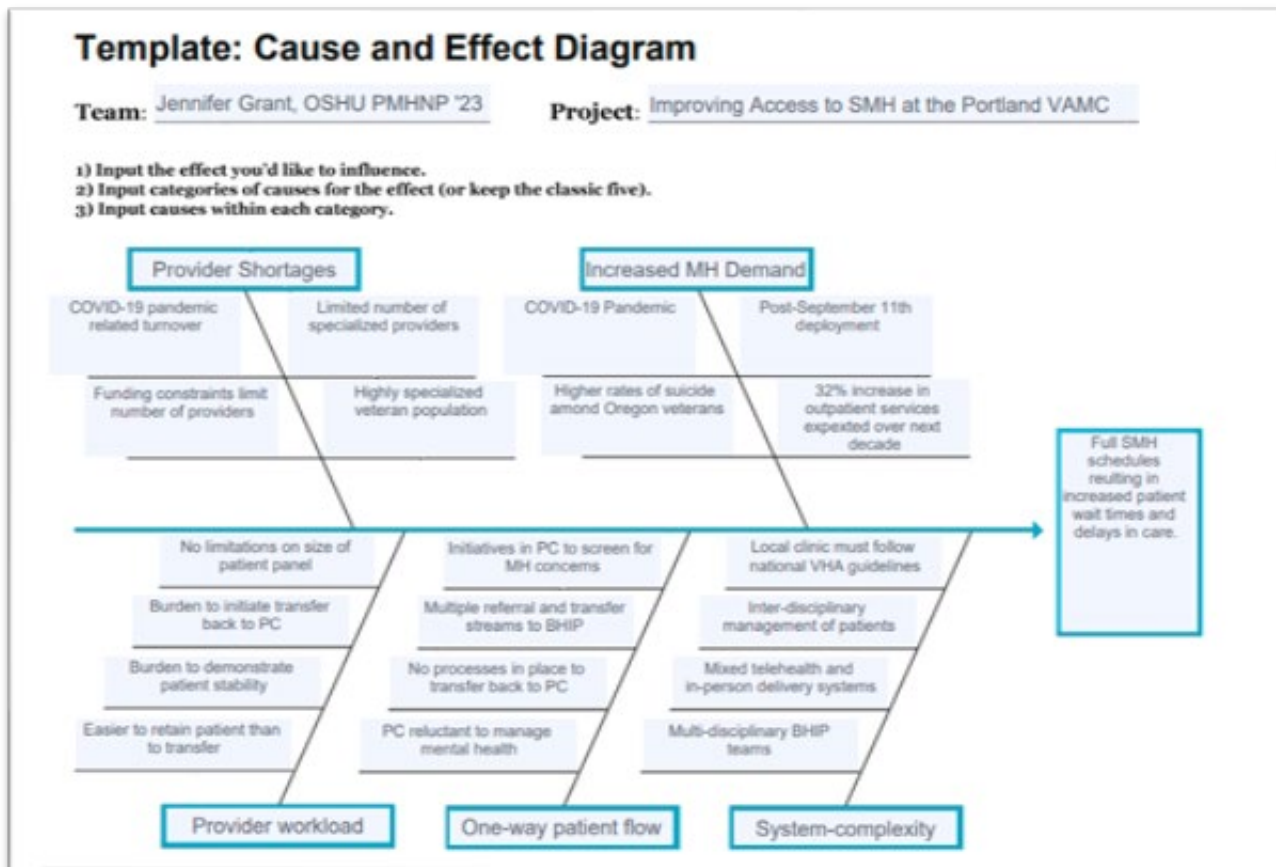 Template: Cause and Effect Diagram
Team: Jennifer Grant, OSHU PMHNP '23
Project: Improving Access to SMH at the Portland VAMC
1) Input the effect you'd like to influence.
2) Input categories of causes for the effect (or keep the classic five).
3) Input causes within each category.
Provider Shortages
COVID-19 pandemic
related turnover
Limited number of
specialized providers
Funding constraints limit
number of providers
Highly specialized
veteran population
Increased MH Demand
COVID-19 Pandemic
Post-September 11th
deployment
Higher rates of suicide
amond Oregon veterans
32% increase in
outpatient services
expexted over next
decade
Full SMH
schedules
reulting in
increased patient
wait times and
delays in care.
No limitations on size of
patient panel
Burden to initiate transfer
back to PC
Burden to demonstrate
patient stability
Easier to retain patient than
to transfer
Provider workload
Initiatives in PC to screen for
MH concerns
Multiple referral and transfer
streams to BHIP
No processes in place to
transfer back to PC
PC reluctant to manage
mental health
One-way patient flow
Local clinic must follow
national VHA guidelines
Inter-disciplinary
management of patients
Mixed telehealth and
in-person delivery systems
Multi-disciplinary BHIP
teams
System-complexity